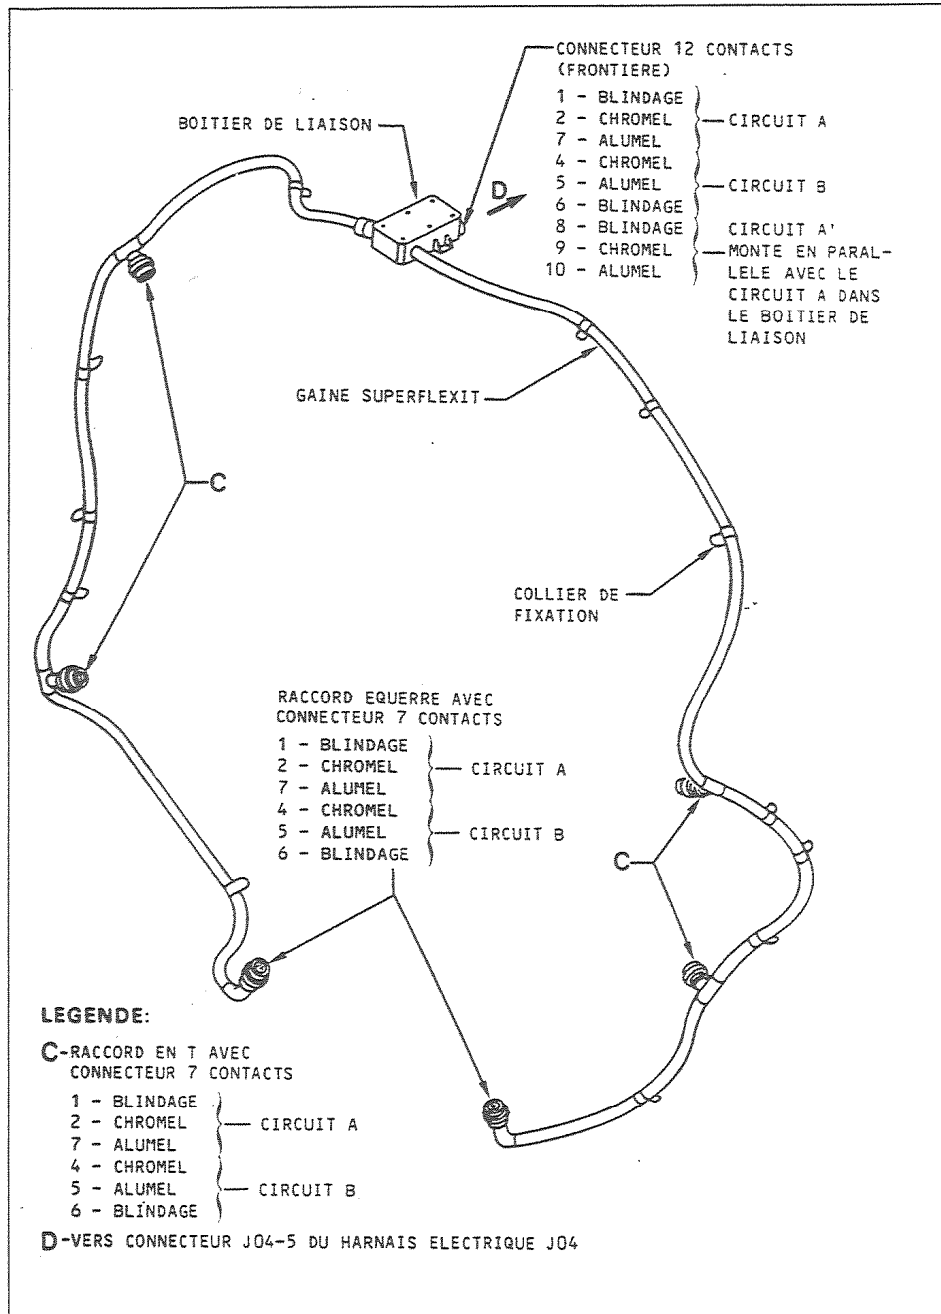 CONNECTEUR 12 CONTACTS
(FRONTIERE)
1 - BLINDAGE
2 - CHROMEL
7 - ALUMEL
CIRCUIT A
4 - CHROMEL
5 - ALUMEL
6 - BLINDAGE
CIRCUIT B
8 - BLINDAGE
9 - CHROMEL
10 - ALUMEL
CIRCUIT A'
MONTE EN PARAL-
LELE AVEC LE
CIRCUIT A DANS
LE BOITIER DE
LIAISON
BOITIER DE LIAISON
D
GAINE SUPERFLEXIT
C
COLLIER DE
FIXATION
RACCORD EQUERRE AVEC
CONNECTEUR 7 CONTACTS
1 - BLINDAGE
2 - CHROMEL
7 - ALUMEL
CIRCUIT A
4 - CHROMEL
5 - ALUMEL
6 - BLINDAGE
CIRCUIT B
C
LEGENDE:
C-RACCORD EN T AVEC
CONNECTEUR 7 CONTACTS
1 - BLINDAGE
2 - CHROMEL
7 - ALUMEL
CIRCUIT A
4 - CHROMEL
5 - ALUMEL
6 - BLINDAGE
CIRCUIT B
D-VERS CONNECTEUR J04-5 DU HARNAIS ELECTRIQUE J04